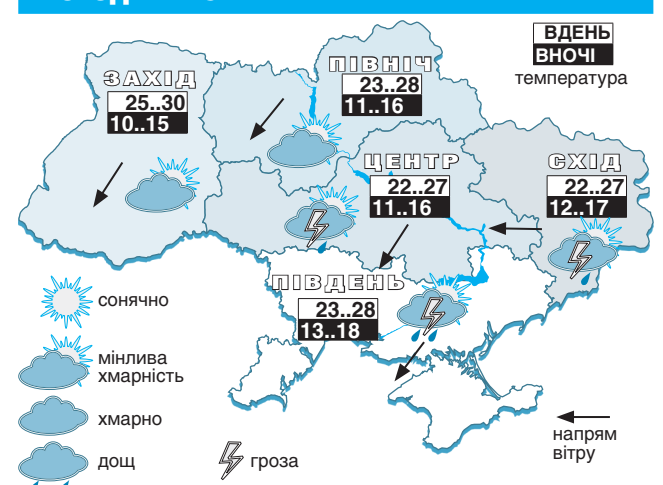 ВДЕНЬ
ВНОЧІ
температура
ПІВНІЧ
23..28
11..16
ЗАХІД
25..30
10..15
ЦЕНТР
22..27
11..16
СХІД
22..27
12..17
ПІВДЕНЬ
23..28
13..18
сонячно
мінлива
хмарність
хмарно
дощ
гроза
напрям
вітру